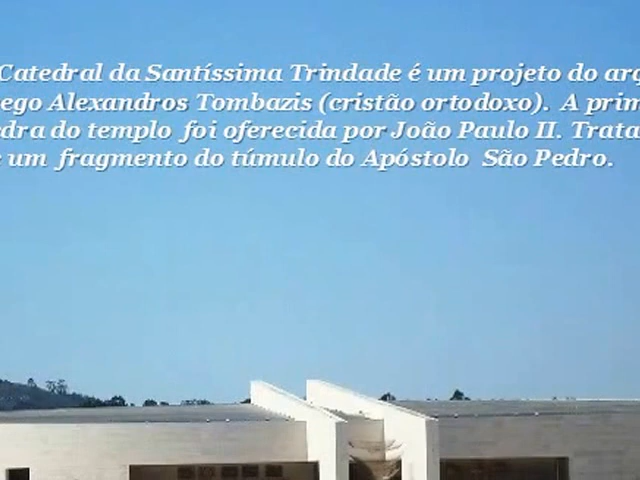 Catedral da Santíssima Trindade é um projeto do arq
ego Alexandros Tombazis (cristão ortodoxo). A prim
edra do templo foi oferecida por João Paulo II. Trata
e um fragmento do túmulo do Apóstolo São Pedro.